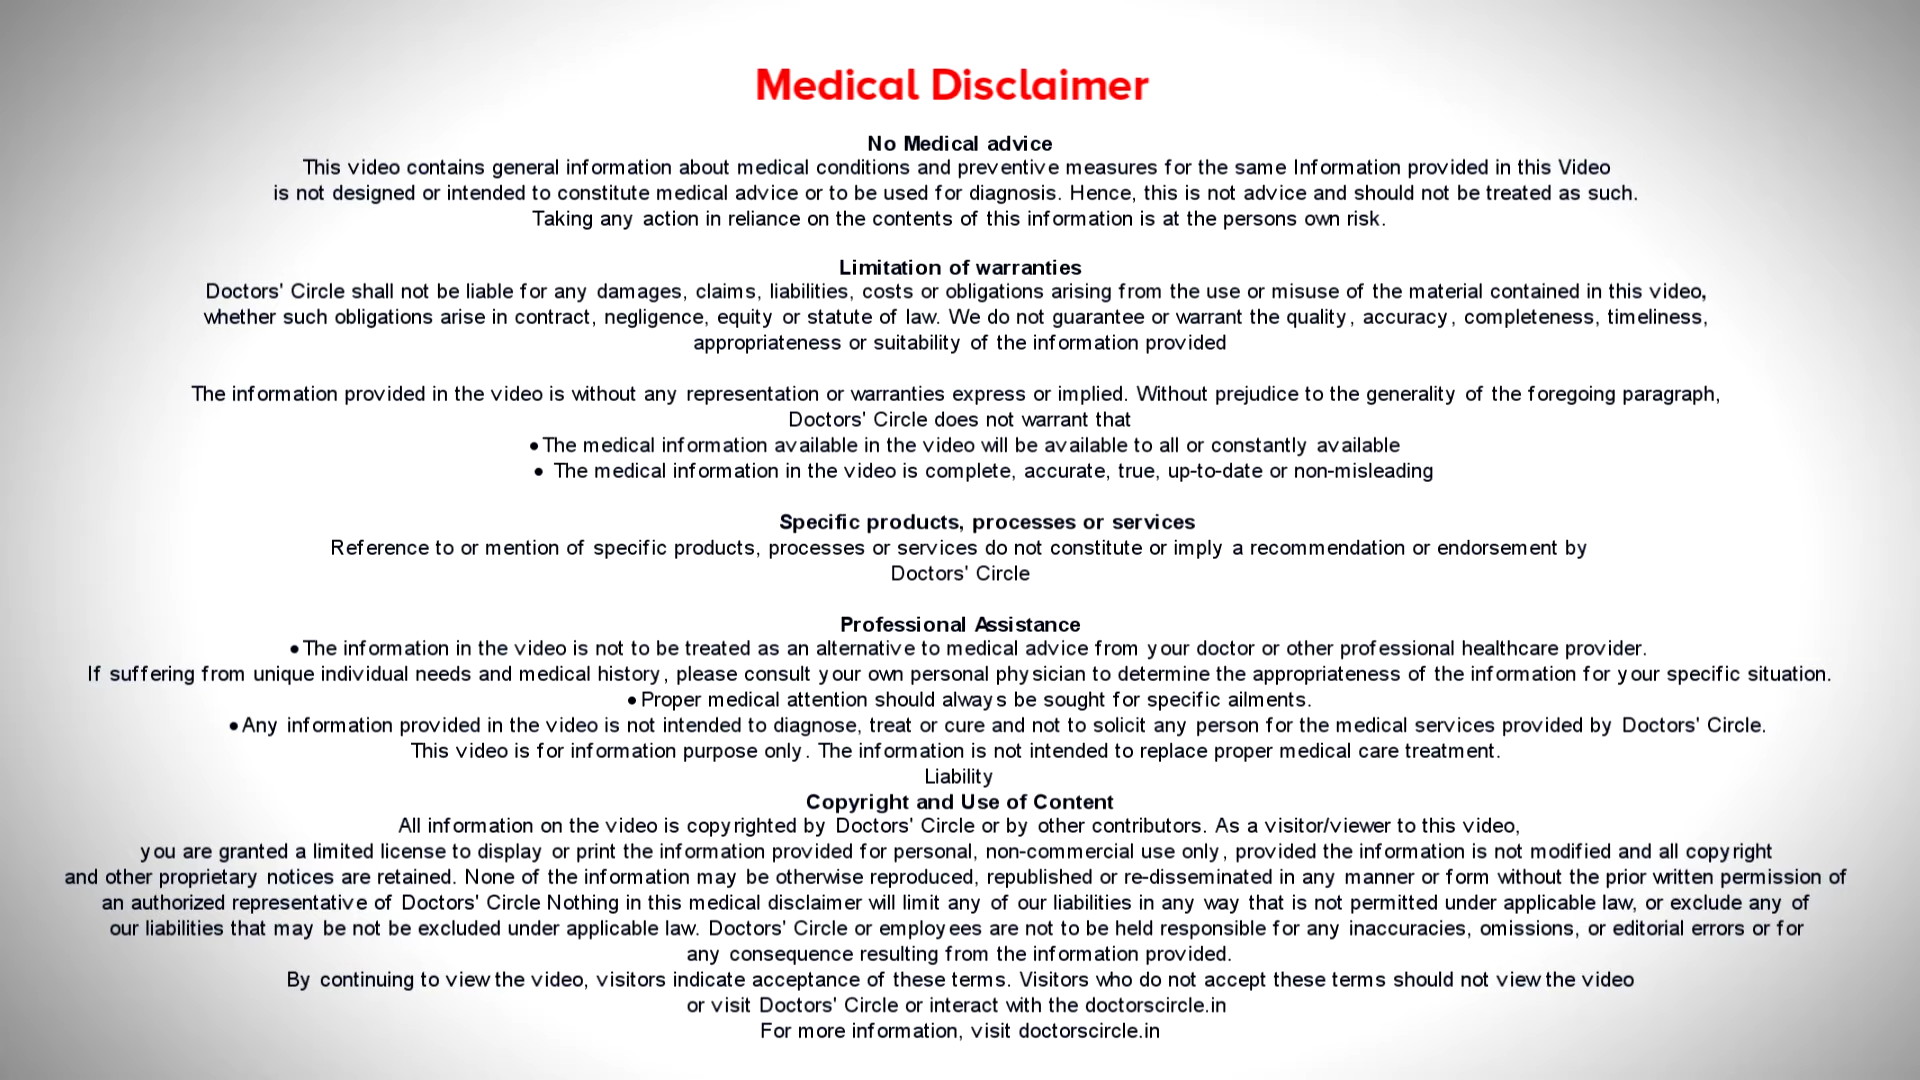 Medical Disclaimer
No Medical advice
This video contains general information about medical conditions and preventive measures for the same Information provided in this Video
is not designed or intended to constitute medical advice or to be used for diagnosis. Hence, this is not advice and should not be treated as such.
Taking any action in reliance on the contents of this information is at the persons own risk.
Limitation of warranties
Doctors' Circle shall not be liable for any damages, claims, liabilities, costs or obligations arising from the use or misuse of the material contained in this video,
whether such obligations arise in contract, negligence, equity or statute of law. We do not guarantee or warrant the quality, accuracy, completeness, timeliness,
appropriateness or suitability of the information provided
The information provided in the video is without any representation or warranties express or implied. Without prejudice to the generality of the foregoing paragraph,
Doctors' Circle does not warrant that
•The medical information available in the video will be available to all or constantly available
• The medical information in the video is complete, accurate, true, up-to-date or non-misleading
Specific products, processes or services
Reference to or mention of specific products, processes or services do not constitute or imply a recommendation or endorsement by
Doctors' Circle
Professional Assistance
•The information in the video is not to be treated as an alternative to medical advice from your doctor or other professional healthcare provider.
If suffering from unique individual needs and medical history, please consult your own personal physician to determine the appropriateness of the information for your specific situation.
•Proper medical attention should always be sought for specific ailments.
•Any information provided in the video is not intended to diagnose, treat or cure and not to solicit any person for the medical services provided by Doctors' Circle.
This video is for information purpose only. The information is not intended to replace proper medical care treatment.
Liability
Copyright and Use of Content
All information on the video is copyrighted by Doctors' Circle or by other contributors. As a visitor/viewer to this video,
you are granted a limited license to display or print the information provided for personal, non-commercial use only, provided the information is not modified and all copyright
and other proprietary notices are retained. None of the information may be otherwise reproduced, republished or re-disseminated in any manner or form without the prior written permission of
an authorized representative of Doctors' Circle Nothing in this medical disclaimer will limit any of our liabilities in any way that is not permitted under applicable law, or exclude any of
our liabilities that may be not be excluded under applicable law. Doctors' Circle or employees are not to be held responsible for any inaccuracies, omissions, or editorial errors or for
any consequence resulting from the information provided.
By continuing to view the video, visitors indicate acceptance of these terms. Visitors who do not accept these terms should not view the video
or visit Doctors' Circle or interact with the doctorscircle.in
For more information, visit doctorscircle.in